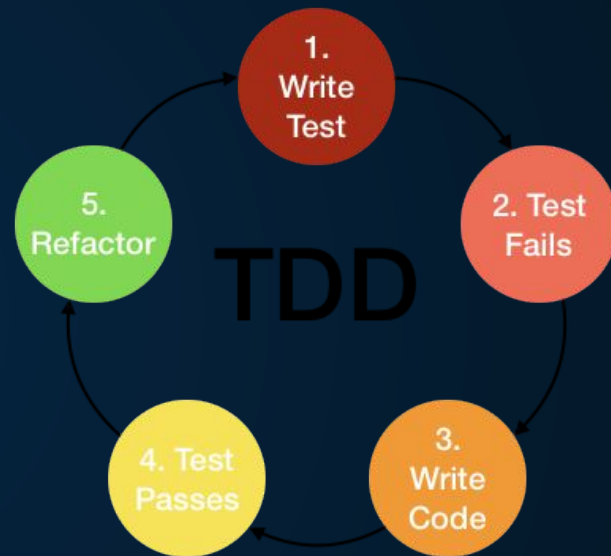 1.
Write
Test
2. Test
Fails
3.
Write
Code
4. Test
Passes
5.
Refactor
TDD